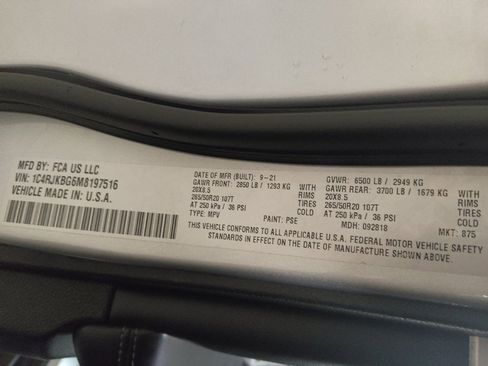 MFD BY: FCA US LLC
VIN: 1C4RJKBG6M8197516
VEHICLE MADE IN: U.S.A.
DATE OF MFR (BUILT): 9-21
GAWR FRONT: 2850 LB / 1293 KG WITH
20X8.5 RIMS
265/50R20 107T TIRES
AT 250 kPa / 36 PSI COLD
TYPE: MPV PAINT: PSE
GVWR: 6500 LB / 2949 KG
GAWR REAR: 3700 LB / 1679 KG WITH
20X8.5 RIMS
265/50R20 107T TIRES
AT 250 kPa / 36 PSI COLD
MDH: 092818 MKT: 875
THIS VEHICLE CONFORMS TO ALL APPLICABLE U.S.A. FEDERAL MOTOR VEHICLE SAFETY
STANDARDS IN EFFECT ON THE DATE OF MANUFACTURE SHOWN ABOVE.